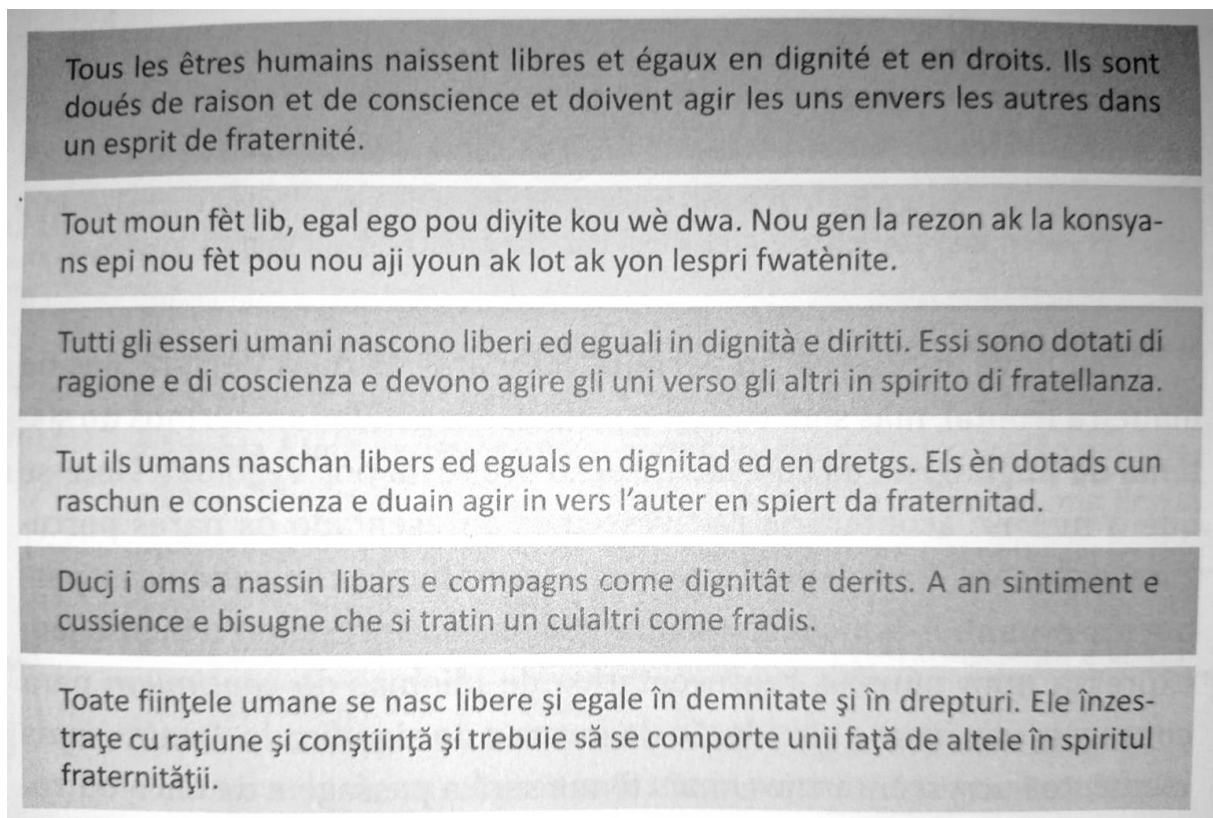 Tous les êtres humains naissent libres et égaux en dignité et en droits. Ils sont
doués de raison et de conscience et doivent agir les uns envers les autres dans
un esprit de fraternité.
Tout moun fèt lib, egal ego pou diyite kou wè dwa. Nou gen la rezon ak la konsya-
ns epi nou fèt pou nou aji youn ak lot ak yon lespri fwatènite.
Tutti gli esseri umani nascono liberi ed eguali in dignità e diritti. Essi sono dotati di
ragione e di coscienza e devono agire gli uni verso gli altri in spirito di fratellanza.
Tut ils umans naschan libers ed eguals en dignitad ed en dretgs. Els èn dotads cun
raschun e conscienza e duain agir in vers l'auter en spiert da fraternitad.
Ducj i oms a nassin libars e compagns come dignitât e derits. A an sintiment e
cussience e bisugne che si tratin un culaltri come fradis.
Toate fiinţele umane se nasc libere şi egale în demnitate şi în drepturi. Ele înzes-
traţe cu raţiune şi conştiinţă şi trebuie să se comporte unii faţă de altele în spiritul
fraternităţii.